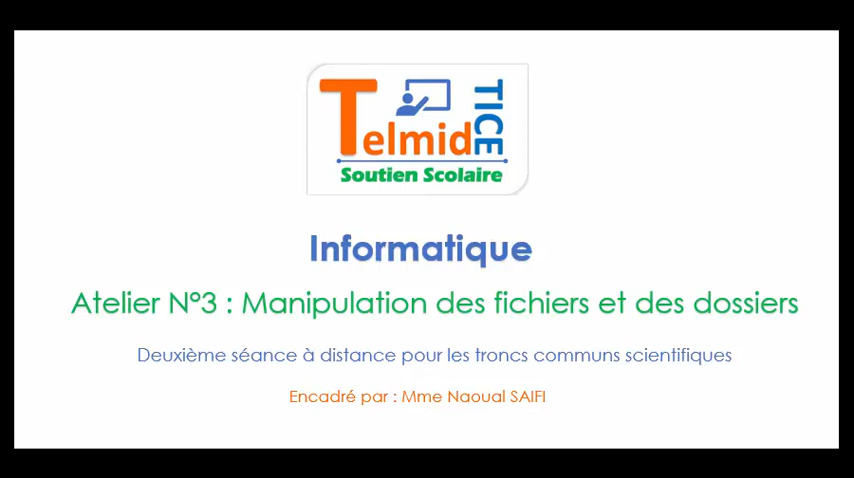 Telmid TICE
Soutien Scolaire
Informatique
Atelier N°3 : Manipulation des fichiers et des dossiers
Deuxième séance à distance pour les troncs communs scientifiques
Encadré par : Mme Naoual SAIFI